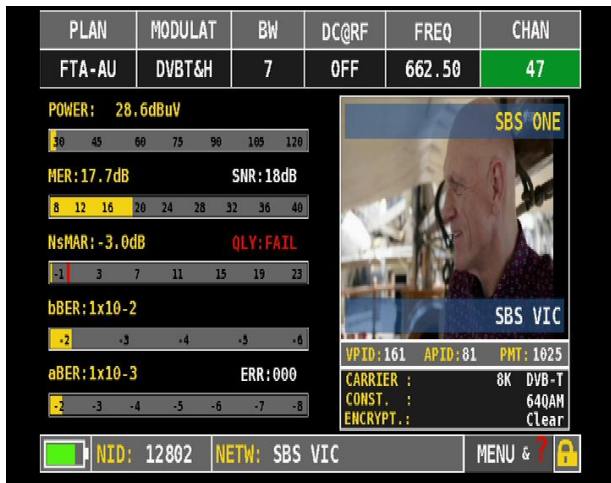 PLAN MODULAT BW DC@RF FREQ CHAN
FTA-AU DVBT&H 7 OFF 662.50 47
POWER: 28.6dBuV
30 45 60 75 90 105 120
MER:17.7dB SNR:18dB
8 12 16 20 24 28 32 36 40
NsMAR:-3.0dB QLY:FAIL
-1 3 7 11 15 19 23
bBER:1x10-2
-2 -3 -4 -5 -6
aBER:1x10-3 ERR:000
-2 -3 -4 -5 -6 -7 -8
SBS ONE
SBS VIC
VPID:161 APID:81 PMT:1025
CARRIER : 8K DVB-T
CONST. : 64QAM
ENCRYPT.: Clear
NID: 12802 NETW: SBS VIC MENU & ?